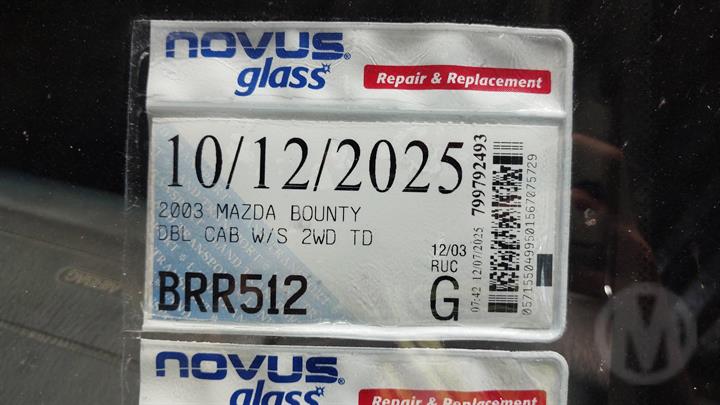 novus®
glass
Repair & Replacement
10/12/2025
2003 MAZDA BOUNTY
DBL CAB W/S 2WD TD
12/03
RUC
BRR512
G
07:42 12/07/2025
799792493
0571550499501567075729
novus®
glass
Repair & Replacement
M